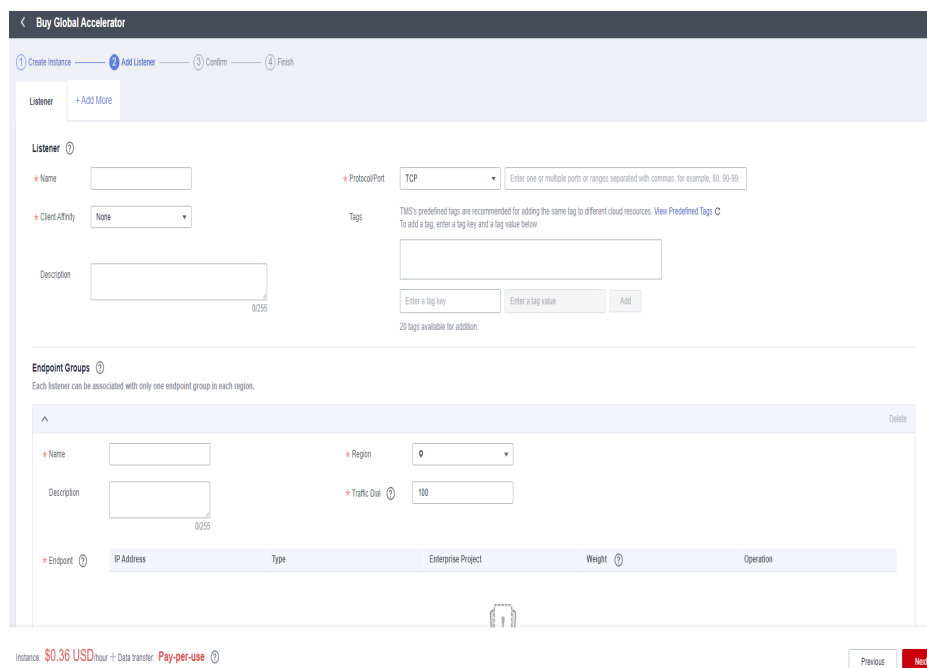 Buy Global Accelerator
1 Create Instance 2 Add Listener 3 Confirm 4 Finish
Listener + Add More
Listener ?
* Name * Protocol/Port TCP Enter one or multiple ports or ranges separated with commas, for example, 80, 90-99.
* Client Affinity None Tags TMS's predefined tags are recommended for adding the same tag to different cloud resources. View Predefined Tags
To add a tag, enter a tag key and a tag value below.
Description
0/255
Enter a tag key Enter a tag value Add
20 tags available for addition.
Endpoint Groups ?
Each listener can be associated with only one endpoint group in each region.
Delete
* Name * Region
Description * Traffic Dial ? 100
0/255
* Endpoint ? IP Address Type Enterprise Project Weight ? Operation
Instance: $0.36 USD/hour + Data transfer: Pay-per-use ?
Previous Next